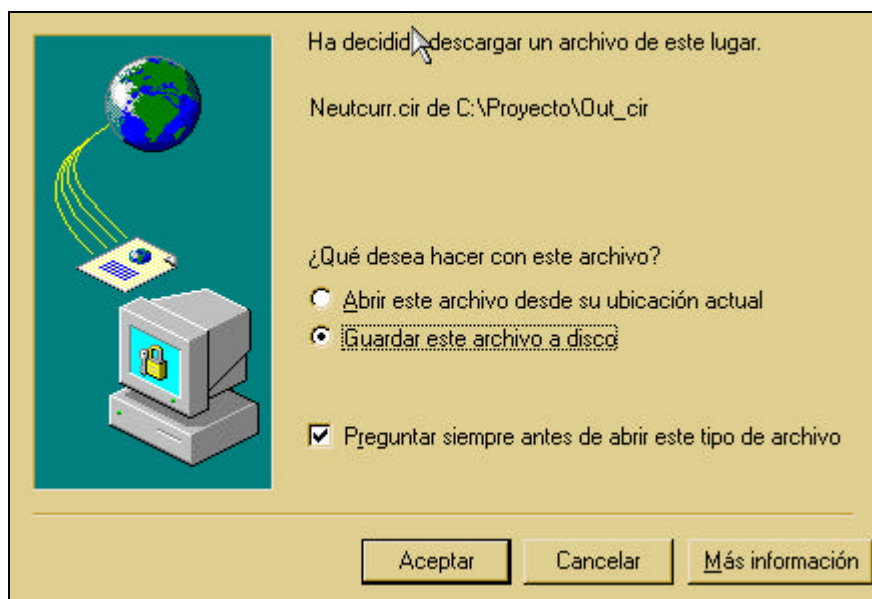 Ha decidid descargar un archivo de este lugar.
Neutcurr.cir de C:\Proyecto\Out_cir
¿Qué desea hacer con este archivo?
Abrir este archivo desde su ubicación actual
Guardar este archivo a disco
Preguntar siempre antes de abrir este tipo de archivo
Aceptar
Cancelar
Más información